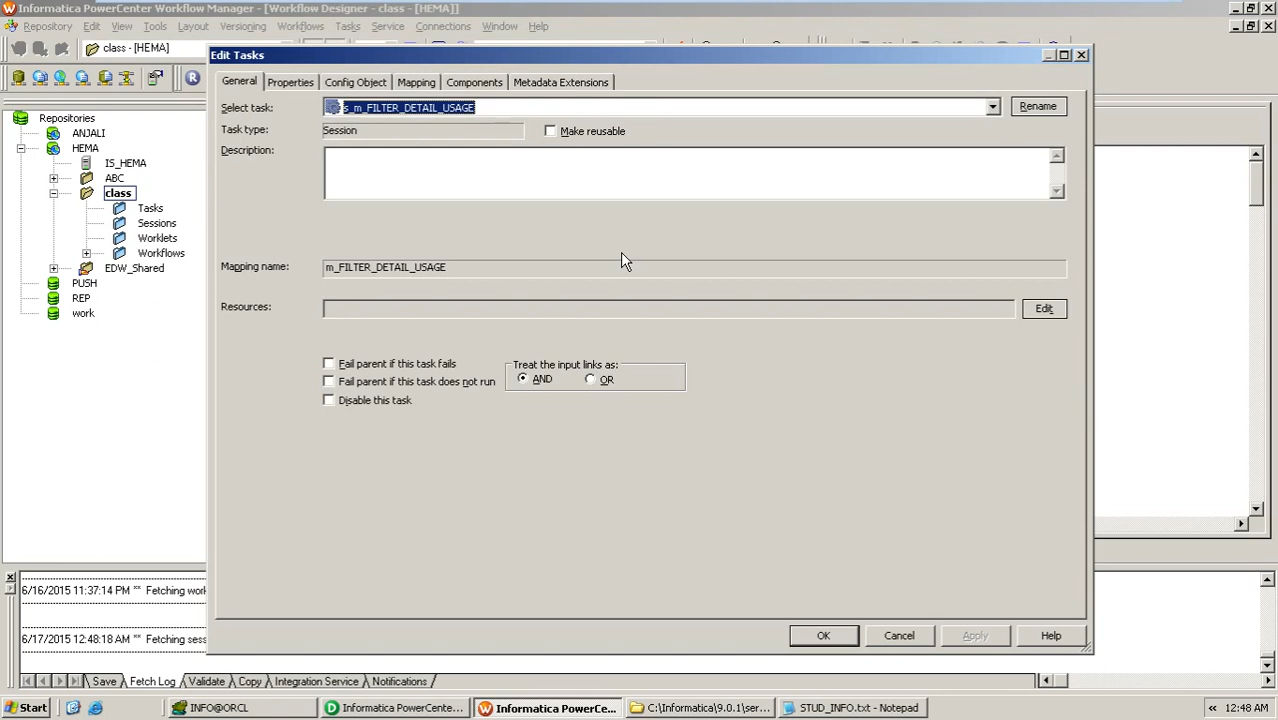 Informatica PowerCenter Workflow Manager - [Workflow Designer - class - [HEMA]]
Repository Edit View Tools Layout Versioning Workflows Tasks Service Connections Window Help
class - [HEMA]
Edit Tasks
General Properties Config Object Mapping Components Metadata Extensions
Select task: s_m_FILTER_DETAIL_USAGE Rename
Task type: Session Make reusable
Description:
Mapping name: m_FILTER_DETAIL_USAGE
Resources: Edit
Fail parent if this task fails
Fail parent if this task does not run
Disable this task
Treat the input links as:
AND OR
OK Cancel Apply Help
R
Repositories
ANJALI
HEMA
IS_HEMA
ABC
class
Tasks
Sessions
Worklets
Workflows
EDW_Shared
PUSH
REP
work
6/16/2015 11:37:14 PM ** Fetching
6/17/2015 12:48:18 AM ** Fetching
Save Fetch Log Validate Copy Integration Service Notifications
Start INFO@ORCL Informatica PowerCente... Informatica PowerCe... C:\Informatica\9.0.1\ser... STUD_INFO.txt - Notepad 12:48 AM